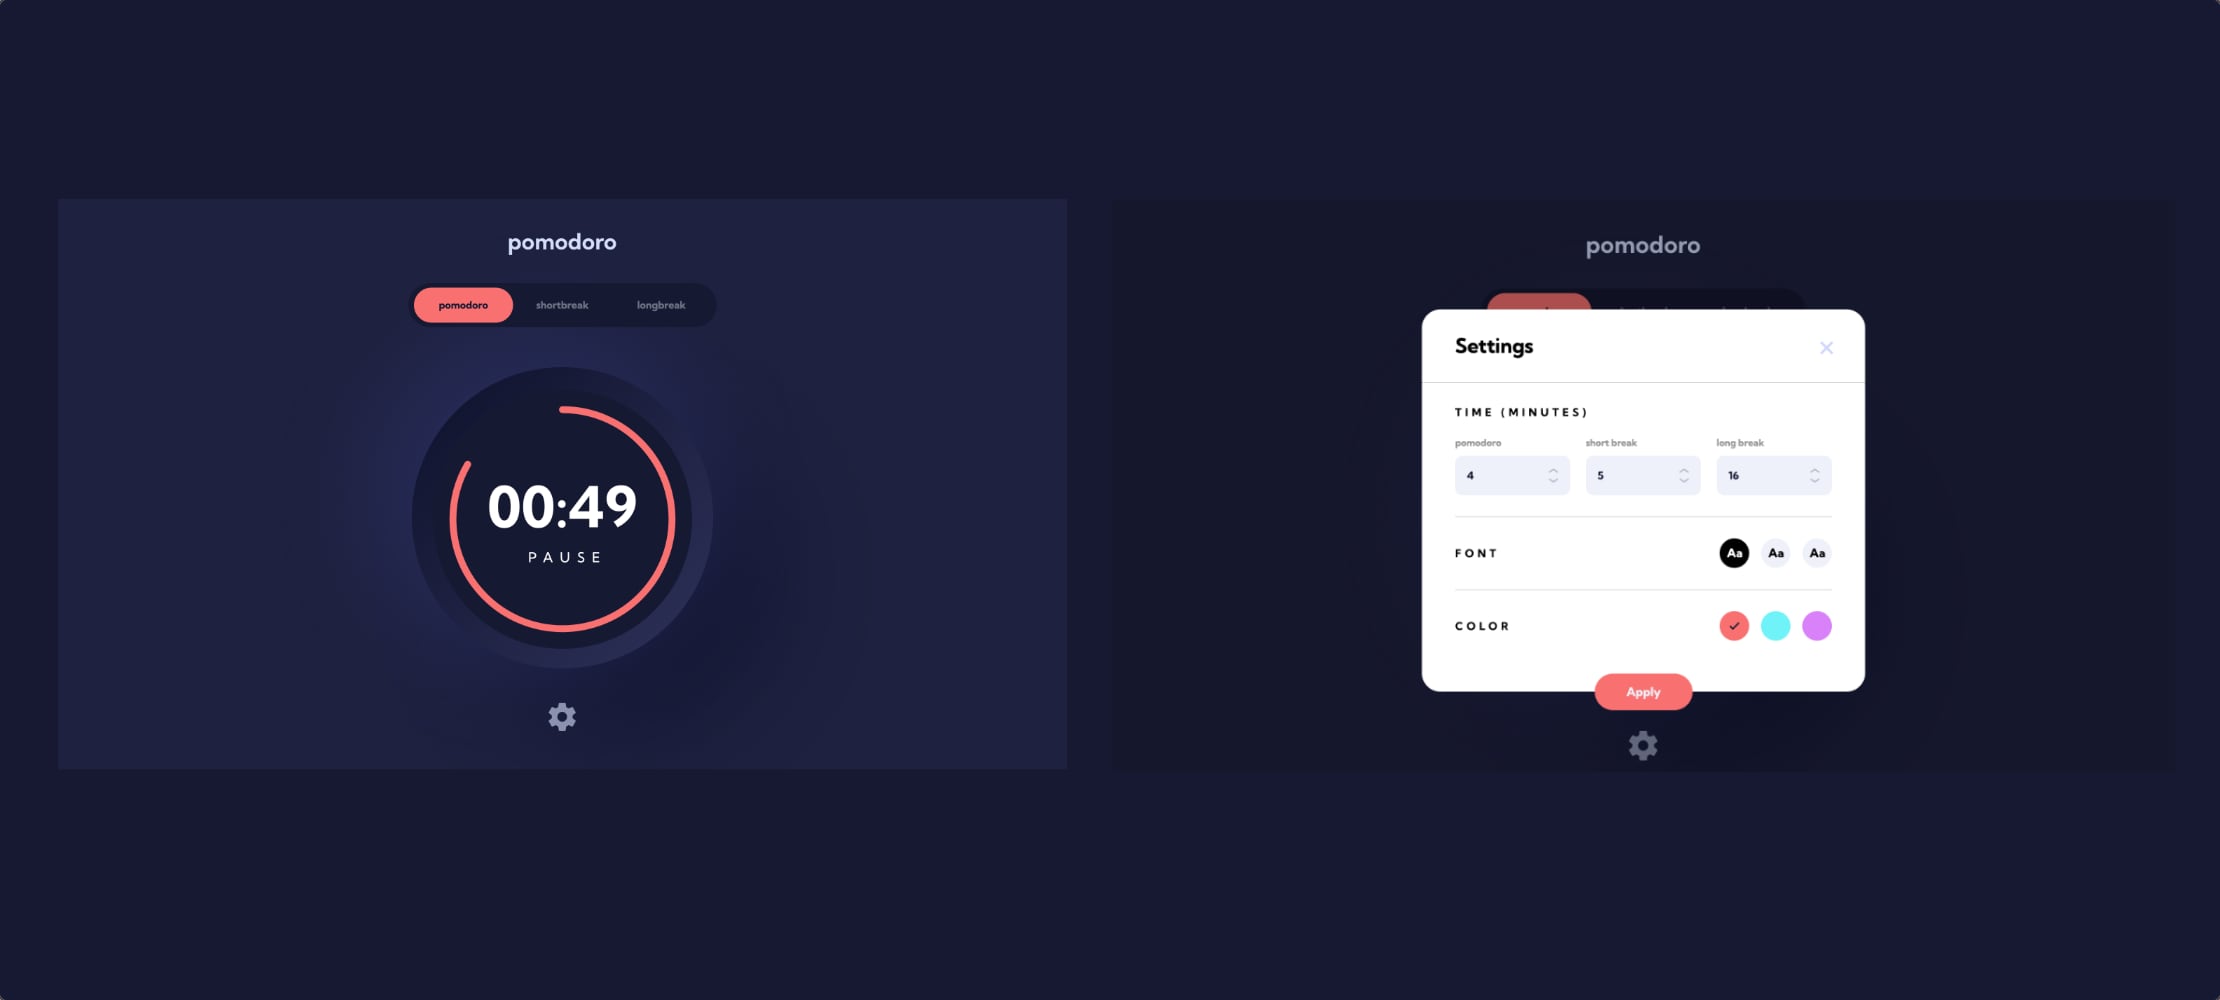 pomodoro
pomodoro shortbreak longbreak
00:49
PAUSE
pomodoro
Settings
TIME (MINUTES)
pomodoro short break long break
4 5 16
FONT Aa Aa Aa
COLOR
Apply